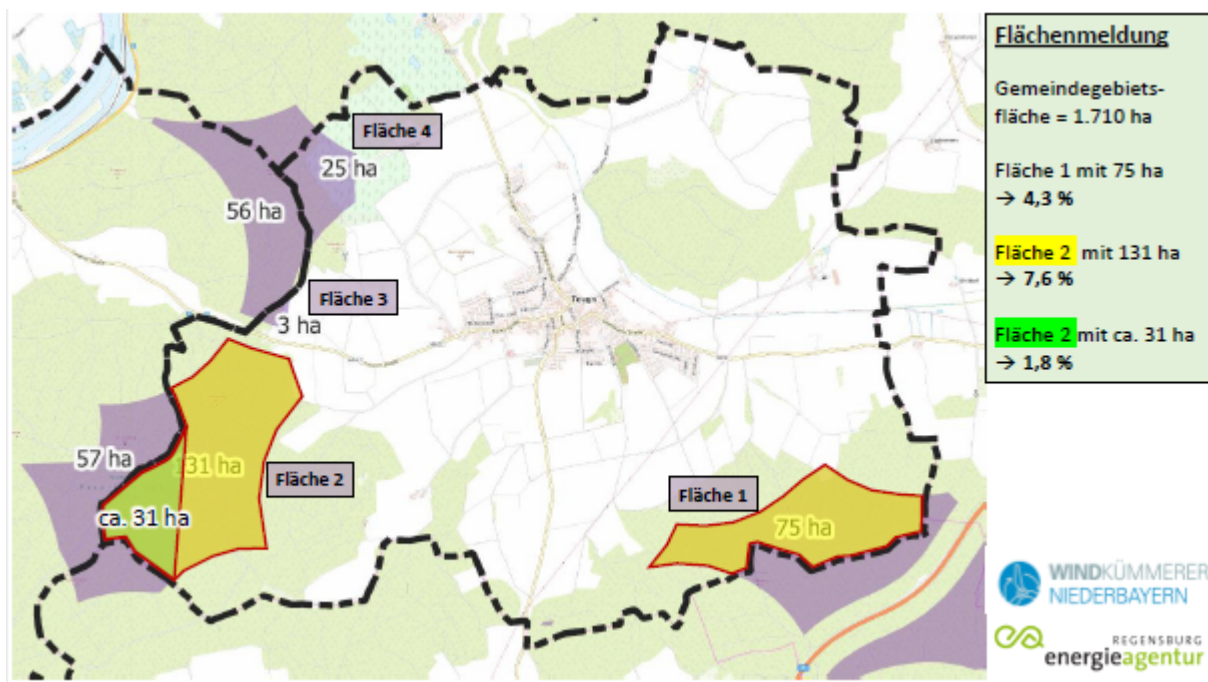 Flächenmeldung
Gemeindegebiets-
fläche = 1.710 ha
Fläche 1 mit 75 ha
→ 4,3 %
Fläche 2 mit 131 ha
→ 7,6 %
Fläche 2 mit ca. 31 ha
→ 1,8 %
Fläche 4
25 ha
56 ha
Fläche 3
3 ha
Teugn
57 ha
131 ha
Fläche 2
ca. 31 ha
Fläche 1
75 ha
WINDKÜMMERER
NIEDERBAYERN
REGENSBURG
energieagentur